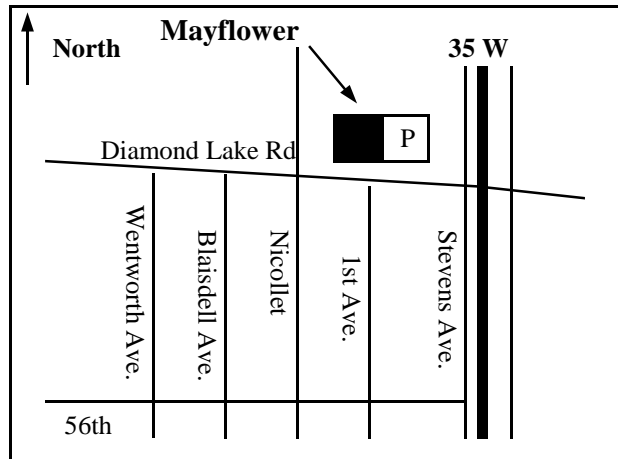 Mayflower
35 W
North
Diamond Lake Rd
P
Wentworth Ave.
Blaisdell Ave.
Nicollet
1st Ave.
Stevens Ave.
56th